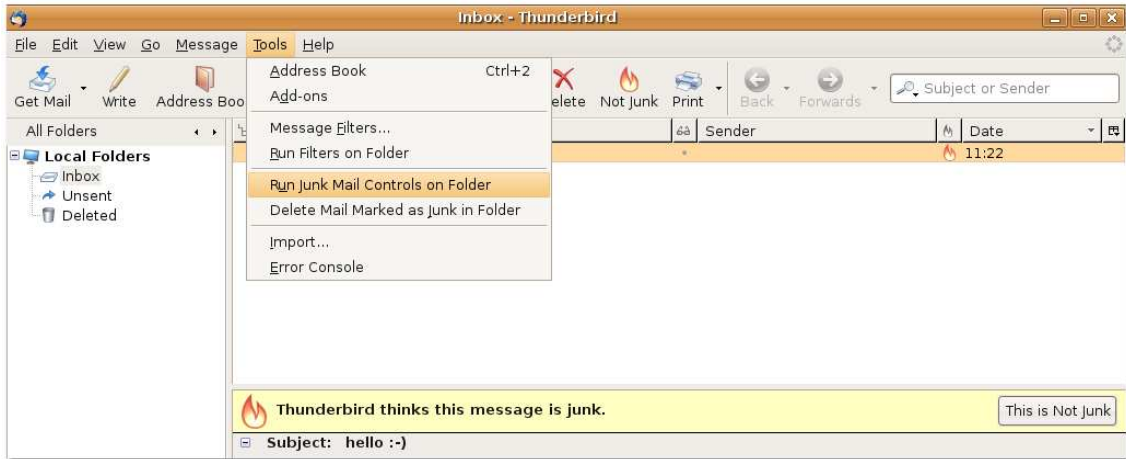 Inbox - Thunderbird
File Edit View Go Message Tools Help
Get Mail Write Address Boo elete Not Junk Print Back Forwards Subject or Sender
Address Book Ctrl+2
Add-ons
Message Filters...
Run Filters on Folder
Run Junk Mail Controls on Folder
Delete Mail Marked as Junk in Folder
Import...
Error Console
All Folders Sender Date
Local Folders 11:22
Inbox
Unsent
Deleted
Thunderbird thinks this message is junk. This is Not Junk
Subject: hello :-)